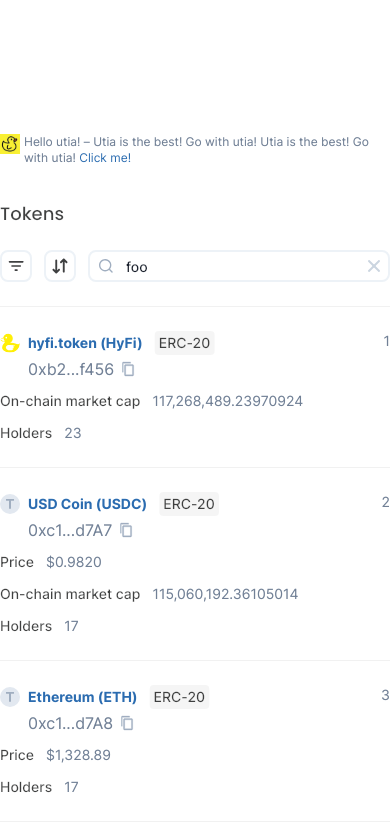 Hello utia! – Utia is the best! Go with utia! Utia is the best! Go
with utia! Click me!
Tokens
foo
hyfi.token (HyFi) ERC-20 1
0xb2...f456
On-chain market cap 117,268,489.23970924
Holders 23
T USD Coin (USDC) ERC-20 2
0xc1...d7A7
Price $0.9820
On-chain market cap 115,060,192.36105014
Holders 17
T Ethereum (ETH) ERC-20 3
0xc1...d7A8
Price $1,328.89
Holders 17